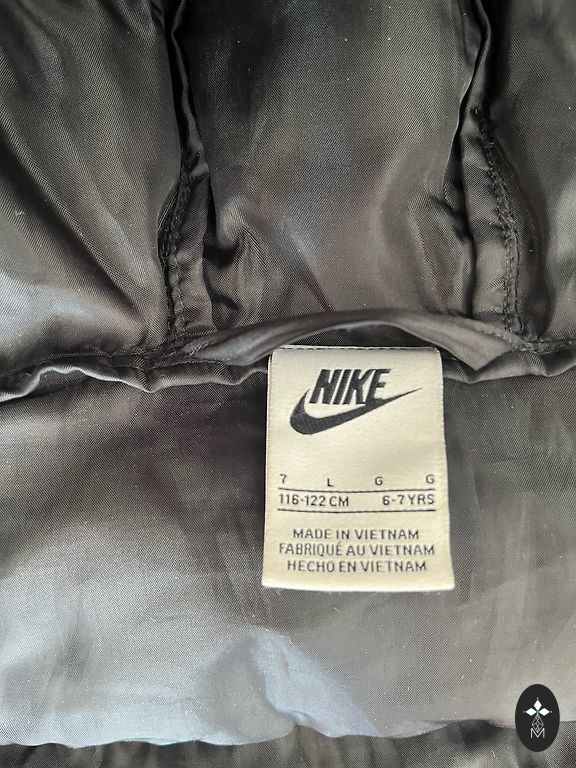 NIKE
7 L G G
116-122 CM 6-7 YRS
MADE IN VIETNAM
FABRIQUÉ AU VIETNAM
HECHO EN VIETNAM
M